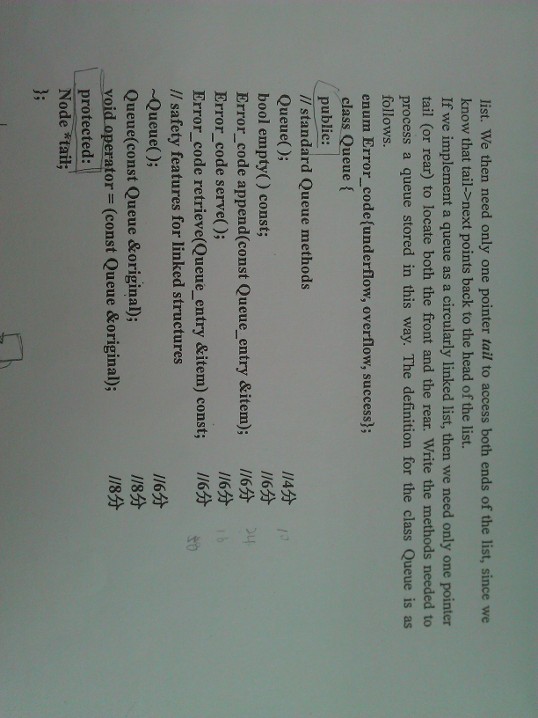 list. We then need only one pointer tail to access both ends of the list, since we
know that tail->next points back to the head of the list.
If we implement a queue as a circularly linked list, then we need only one pointer
tail (or rear) to locate both the front and the rear. Write the methods needed to
process a queue stored in this way. The definition for the class Queue is as
follows.
enum Error_code{underflow, overflow, success};
class Queue {
public:
// standard Queue methods
Queue(); //4分
bool empty() const; //6分
Error_code append(const Queue_entry &item); //6分
Error_code serve(); //6分
Error_code retrieve(Queue_entry &item) const; //6分
// safety features for linked structures
~Queue(); //6分
Queue(const Queue &original); //8分
void operator = (const Queue &original); //8分
protected:
Node *tail;
};